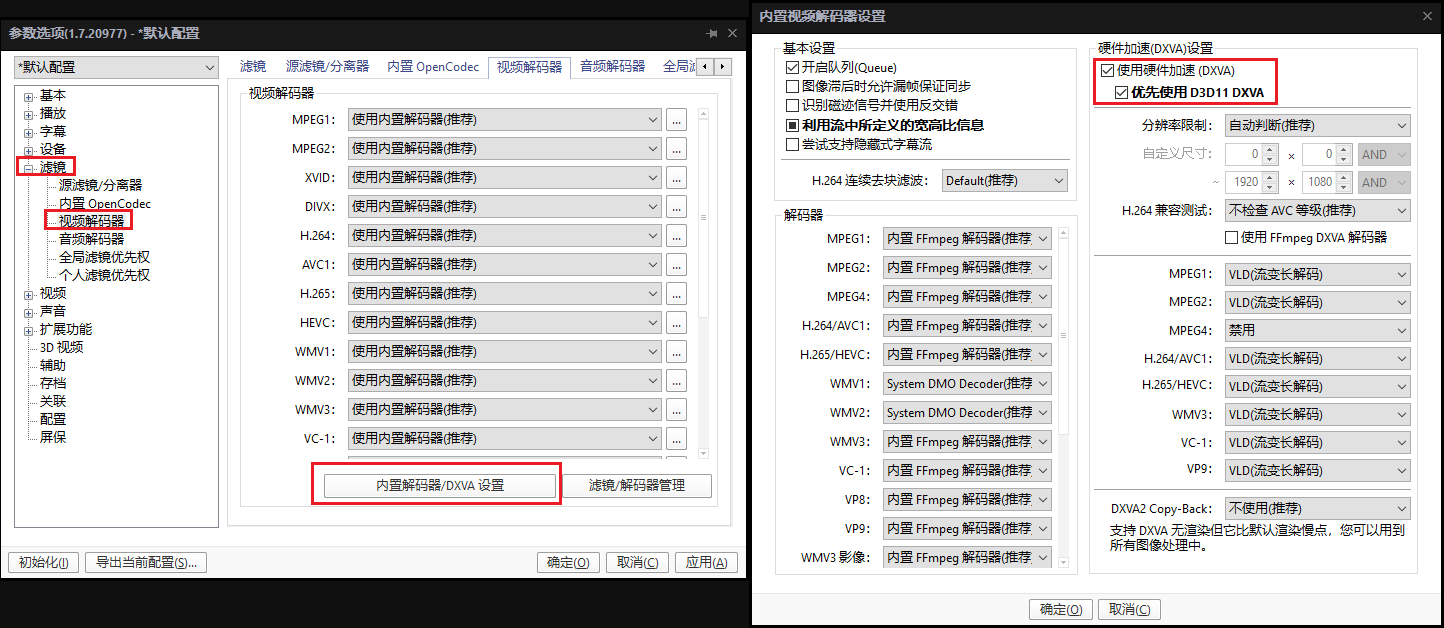 参数选项(1.7.20977) - *默认配置
*默认配置
基本
播放
字幕
设备
滤镜
源滤镜/分离器
内置 OpenCodec
视频解码器
音频解码器
全局滤镜优先权
个人滤镜优先权
视频
声音
扩展功能
3D 视频
辅助
存档
关联
配置
屏保
滤镜 源滤镜/分离器 内置 OpenCodec 视频解码器 音频解码器 全局滤
视频解码器
MPEG1: 使用内置解码器(推荐) ...
MPEG2: 使用内置解码器(推荐) ...
XVID: 使用内置解码器(推荐) ...
DIVX: 使用内置解码器(推荐) ...
H.264: 使用内置解码器(推荐) ...
AVC1: 使用内置解码器(推荐) ...
H.265: 使用内置解码器(推荐) ...
HEVC: 使用内置解码器(推荐) ...
WMV1: 使用内置解码器(推荐) ...
WMV2: 使用内置解码器(推荐) ...
WMV3: 使用内置解码器(推荐) ...
VC-1: 使用内置解码器(推荐) ...
内置解码器/DXVA 设置 滤镜/解码器管理
初始化(I) 导出当前配置(S)... 确定(O) 取消(C) 应用(A)
内置视频解码器设置
基本设置
开启队列(Queue)
图像滞后时允许漏帧保证同步
识别磁迹信号并使用反交错
利用流中所定义的宽高比信息
尝试支持隐藏式字幕流
H.264 连续去块滤波: Default(推荐)
解码器
MPEG1: 内置 FFmpeg 解码器(推荐
MPEG2: 内置 FFmpeg 解码器(推荐
MPEG4: 内置 FFmpeg 解码器(推荐
H.264/AVC1: 内置 FFmpeg 解码器(推荐
H.265/HEVC: 内置 FFmpeg 解码器(推荐
WMV1: System DMO Decoder(推荐
WMV2: System DMO Decoder(推荐
WMV3: 内置 FFmpeg 解码器(推荐
VC-1: 内置 FFmpeg 解码器(推荐
VP8: 内置 FFmpeg 解码器(推荐
VP9: 内置 FFmpeg 解码器(推荐
WMV3 影像: 内置 FFmpeg 解码器(推荐
硬件加速(DXVA)设置
使用硬件加速 (DXVA)
优先使用 D3D11 DXVA
分辨率限制: 自动判断(推荐)
自定义尺寸: 0 × 0 AND
~ 1920 × 1080 AND
H.264 兼容测试: 不检查 AVC 等级(推荐)
使用 FFmpeg DXVA 解码器
MPEG1: VLD(流变长解码)
MPEG2: VLD(流变长解码)
MPEG4: 禁用
H.264/AVC1: VLD(流变长解码)
H.265/HEVC: VLD(流变长解码)
WMV3: VLD(流变长解码)
VC-1: VLD(流变长解码)
VP9: VLD(流变长解码)
DXVA2 Copy-Back: 不使用(推荐)
支持 DXVA 无渲染但它比默认渲染慢点，您可以用到
所有图像处理中。
确定(O) 取消(C)